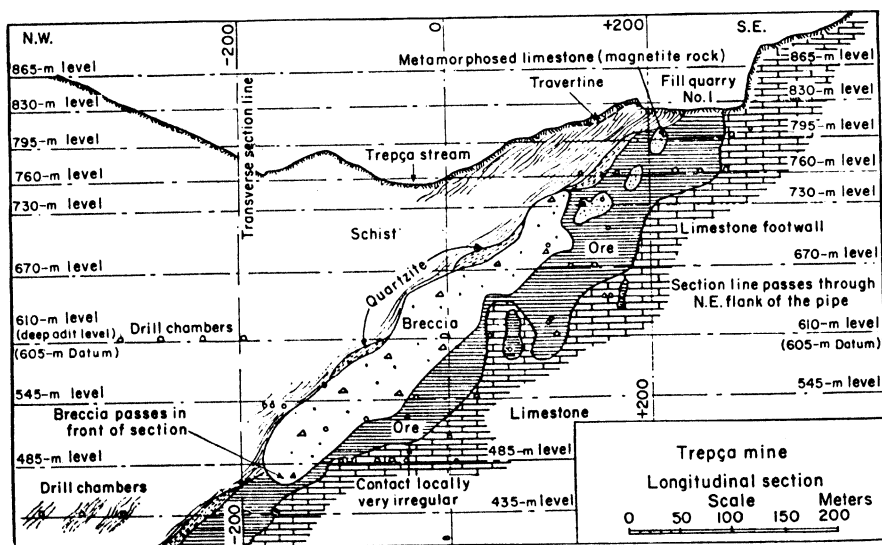 N.W.
-200
0
+200
S.E.
Metamorphosed limestone (magnetite rock)
Travertine
Fill quarry
No. 1
865-m level
865-m level
830-m level
830-m level
795-m level
795-m level
Transverse section line
Trepça stream
760-m level
760-m level
730-m level
730-m level
Schist
Ore
Limestone footwall
670-m level
670-m level
Quartzite
Section line passes through
N.E. flank of the pipe
Breccia
610-m level
(deep adit level)
(605-m Datum)
Drill chambers
610-m level
(605-m Datum)
545-m level
545-m level
Breccia passes in
front of section
Ore
Limestone
+200
485-m level
485-m level
Contact locally
very irregular
435-m level
Drill chambers
-200
0
Trepça mine
Longitudinal section
Scale Meters
0 50 100 150 200